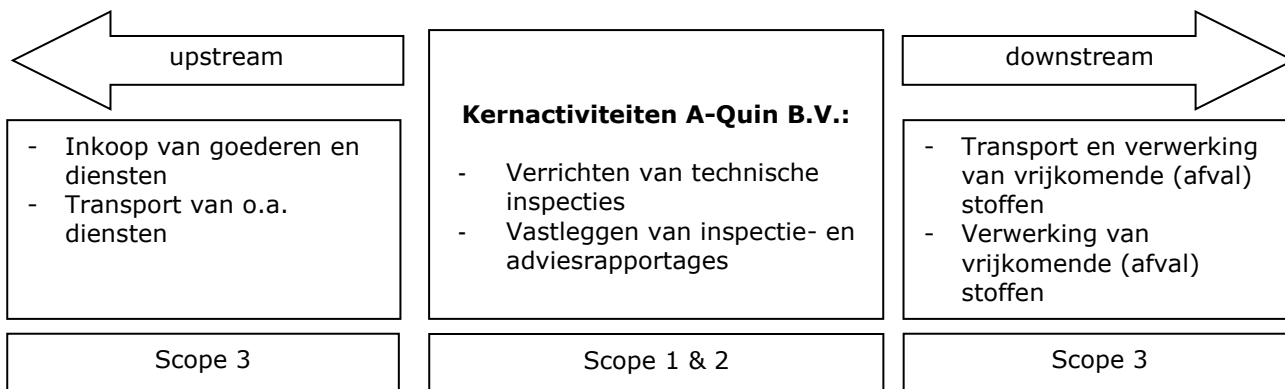 upstream
- Inkoop van goederen en
diensten
- Transport van o.a.
diensten
Scope 3
Kernactiviteiten A-Quin B.V.:
- Verrichten van technische
inspecties
- Vastleggen van inspectie- en
adviesrapportages
Scope 1 & 2
downstream
- Transport en verwerking
van vrijkomende (afval)
stoffen
- Verwerking van
vrijkomende (afval)
stoffen
Scope 3